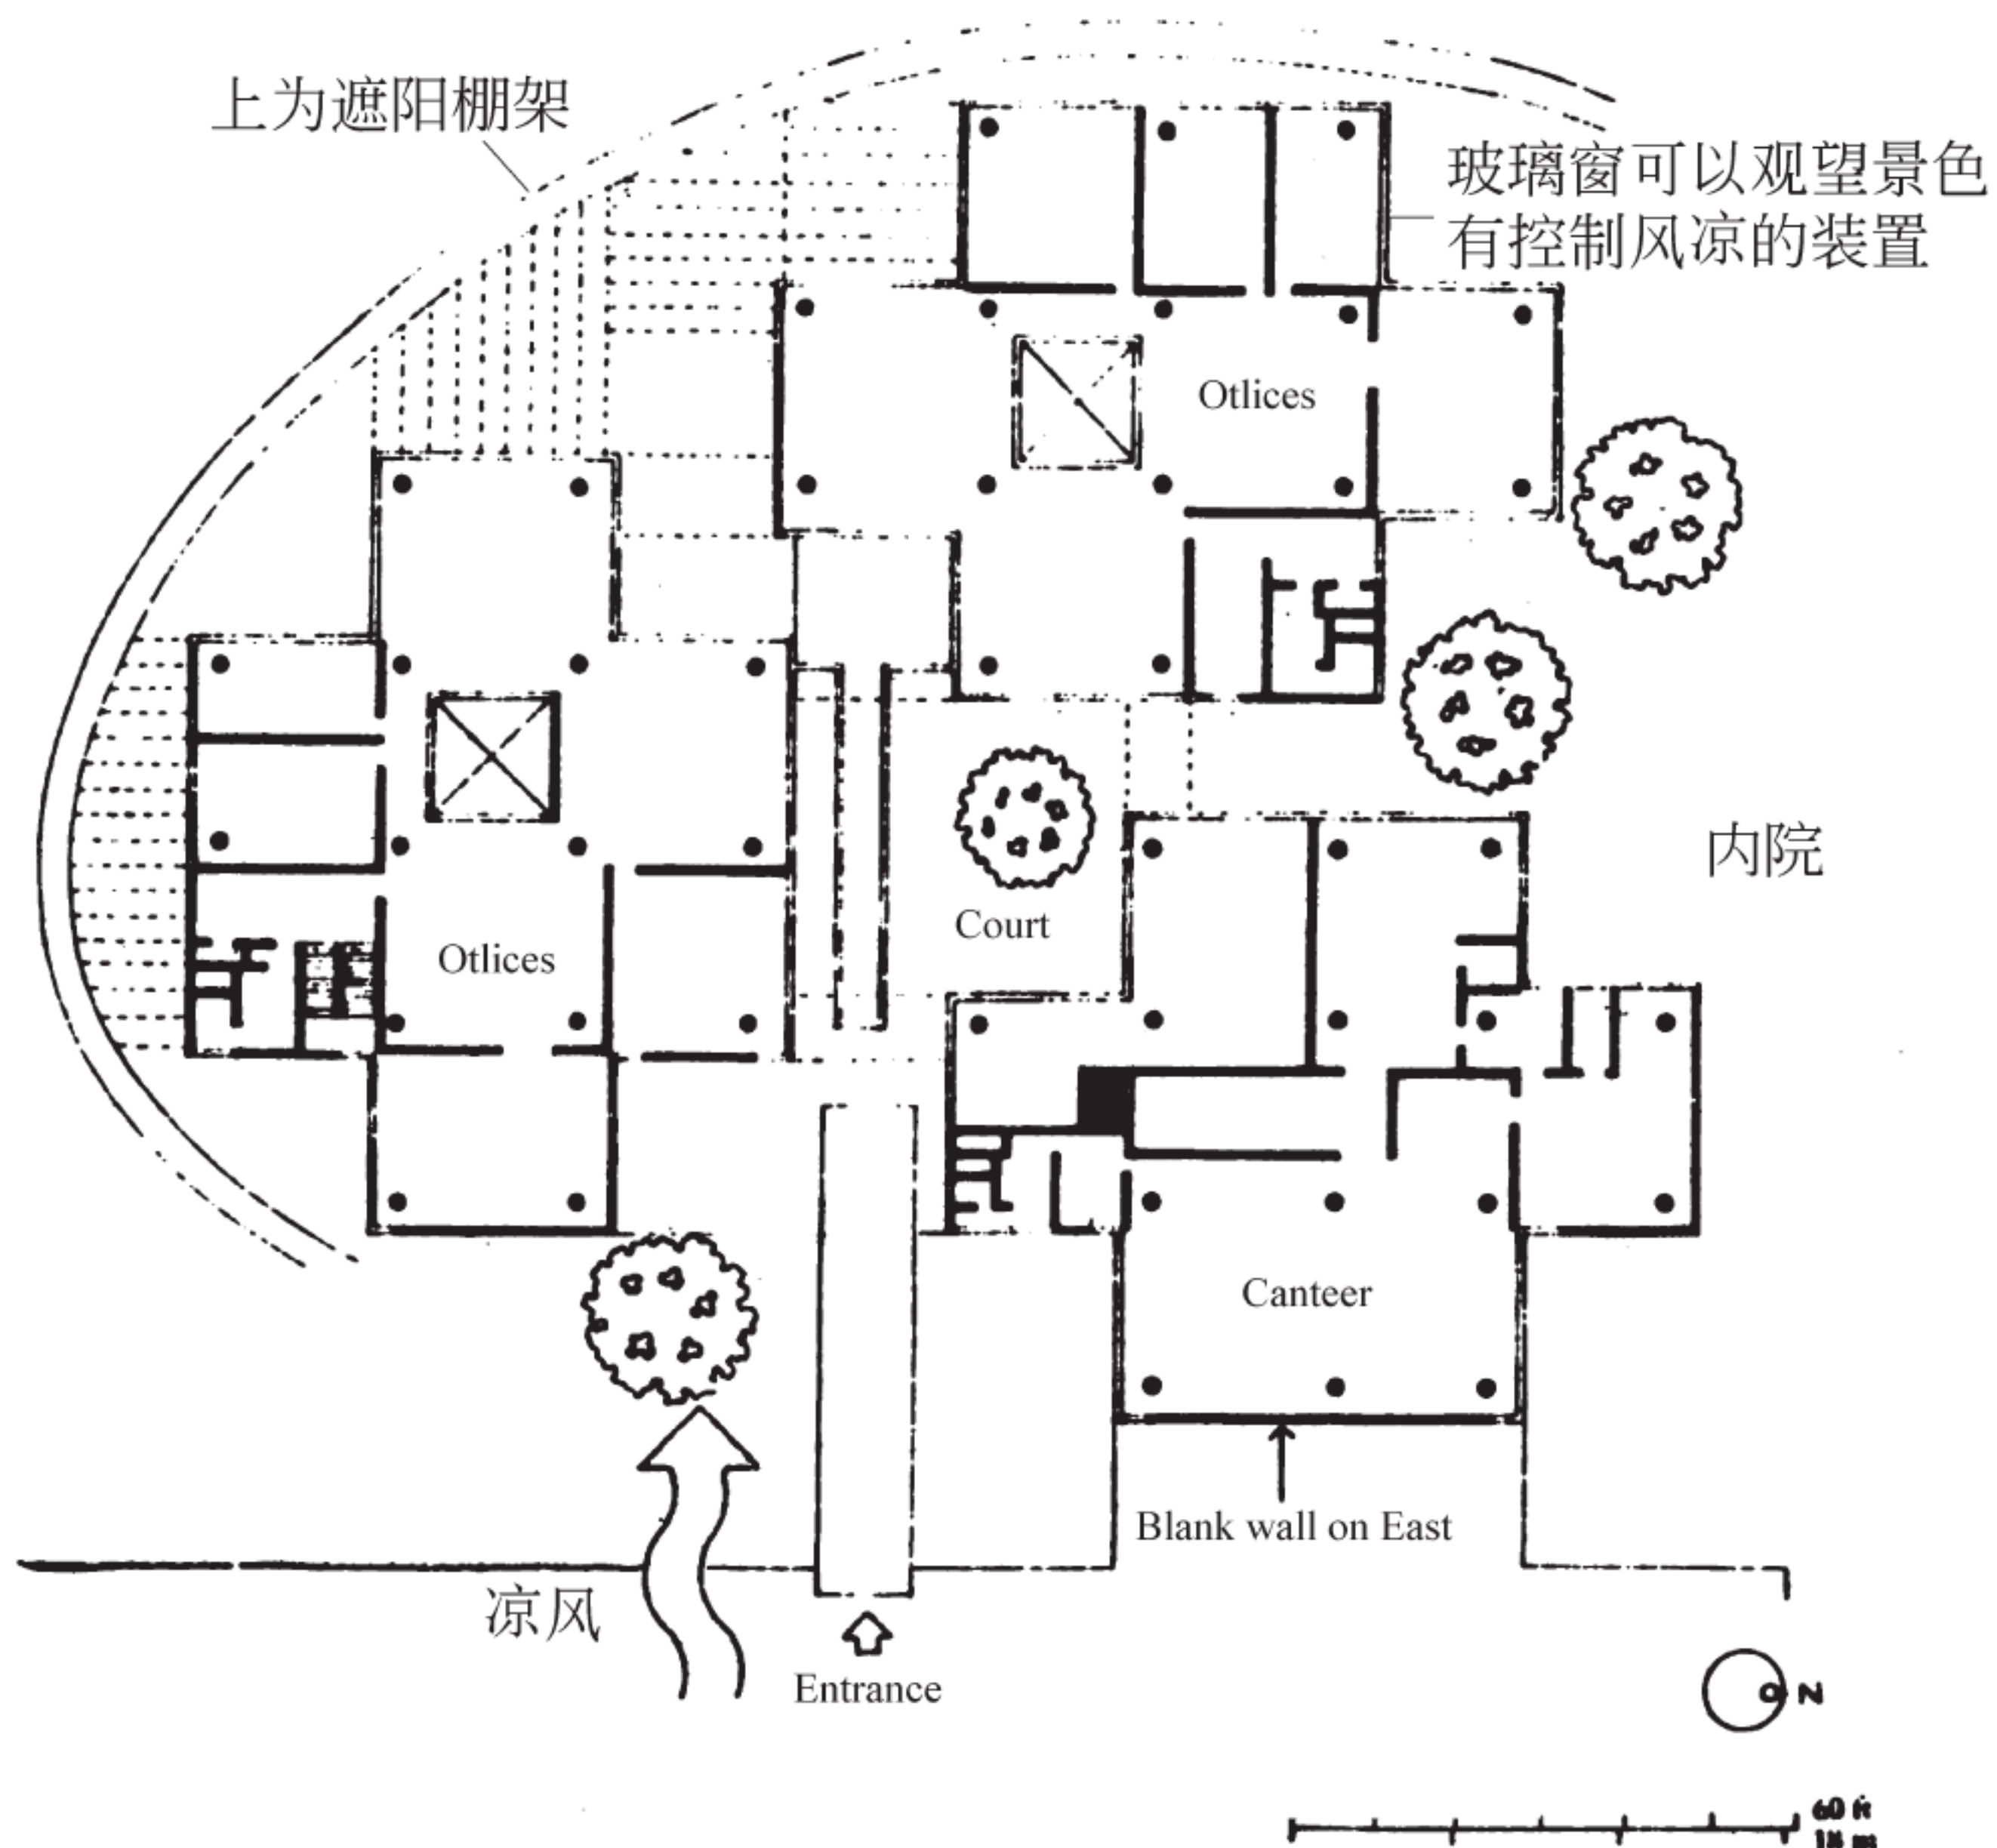 上为遮阳棚架
玻璃窗可以观望景色
有控制风凉的装置
Otlices
内院
Court
Otlices
Canteer
Blank wall on East
凉风
Entrance
N
60 ft
18 m